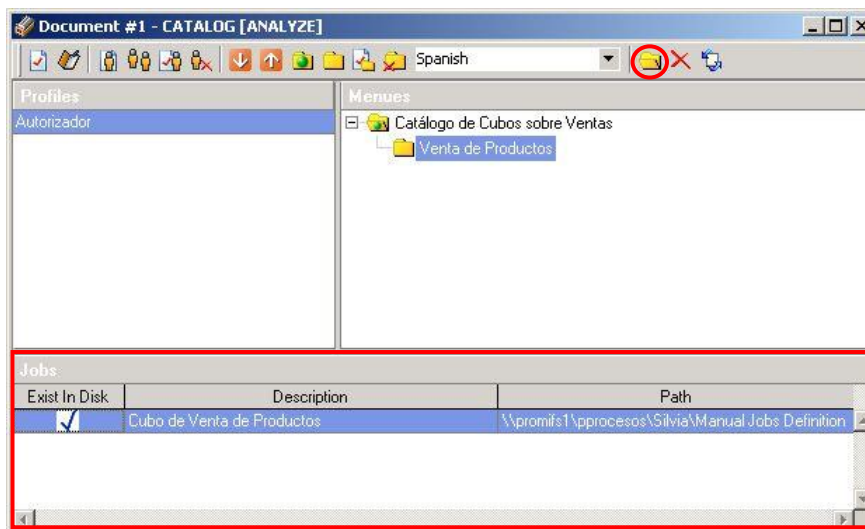 Document #1 - CATALOG [ANALYZE]
Spanish
Profiles
Menues
Autorizador
Catálogo de Cubos sobre Ventas
Venta de Productos
Jobs
Exist In Disk Description Path
Cubo de Venta de Productos \\promifs1\pprocesos\Silvia\Manual Jobs Definition